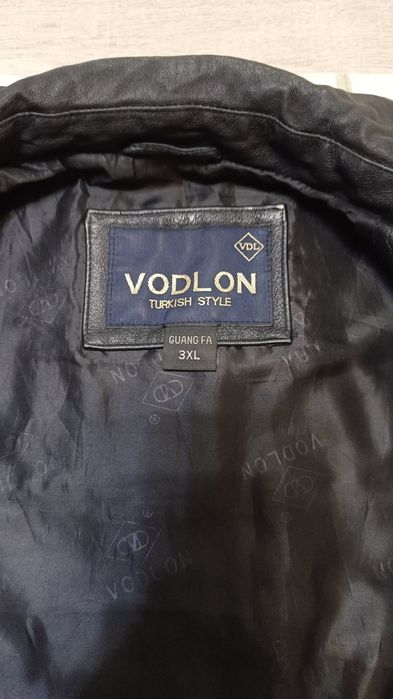 VDL
VODLON
TURKISH STYLE
GUANG FA
3XL
VODLON
VODLON